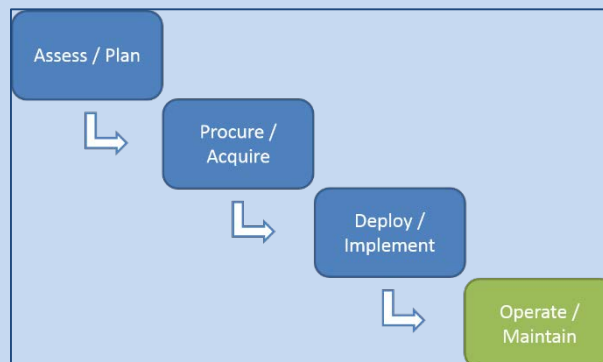 Assess / Plan
Procure /
Acquire
Deploy /
Implement
Operate /
Maintain